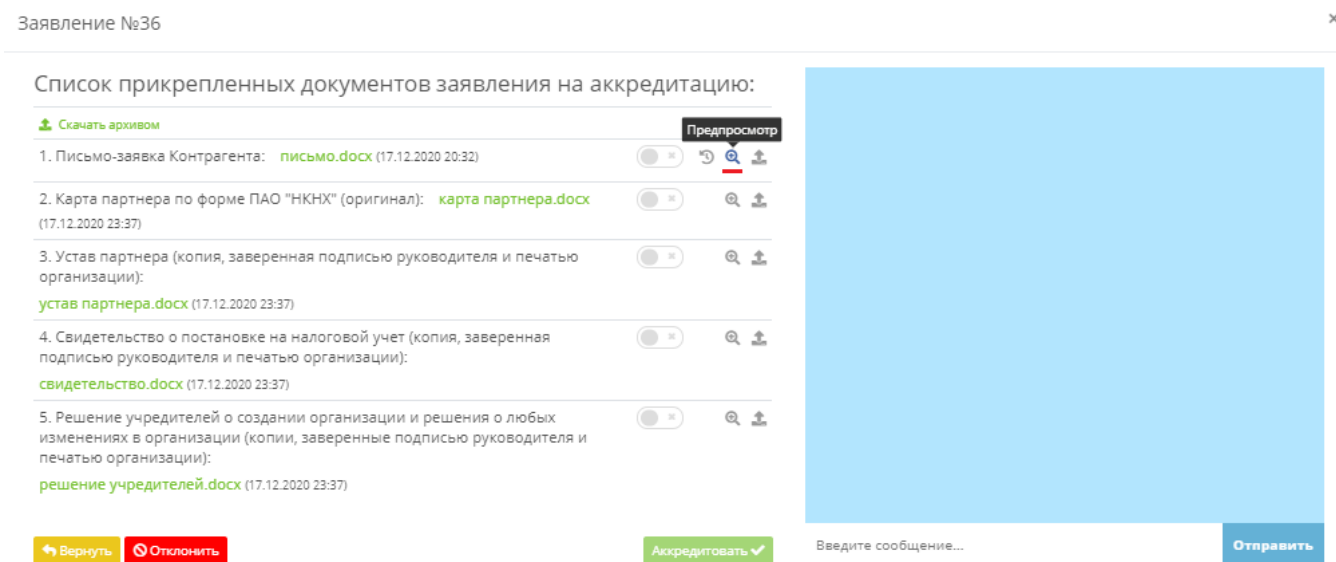 Заявление №36
Список прикрепленных документов заявления на аккредитацию:
Скачать архивом
Предпросмотр
1. Письмо-заявка Контрагента: письмо.docx (17.12.2020 20:32)
2. Карта партнера по форме ПАО "НКНХ" (оригинал): карта партнера.docx
(17.12.2020 23:37)
3. Устав партнера (копия, заверенная подписью руководителя и печатью
организации):
устав партнера.docx (17.12.2020 23:37)
4. Свидетельство о постановке на налоговой учет (копия, заверенная
подписью руководителя и печатью организации):
свидетельство.docx (17.12.2020 23:37)
5. Решение учредителей о создании организации и решения о любых
изменениях в организации (копии, заверенные подписью руководителя и
печатью организации):
решение учредителей.docx (17.12.2020 23:37)
Вернуть Отклонить Аккредитовать
Введите сообщение... Отправить